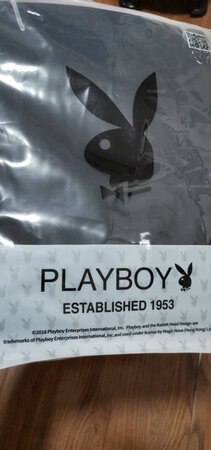 PLAYBOY
ESTABLISHED 1953
©2018 Playboy Enterprises International, Inc. Playboy and the Rabbit Head Design are
trademarks of Playboy Enterprises International, Inc and used under license by Magic Nova (Hong Kong) Li